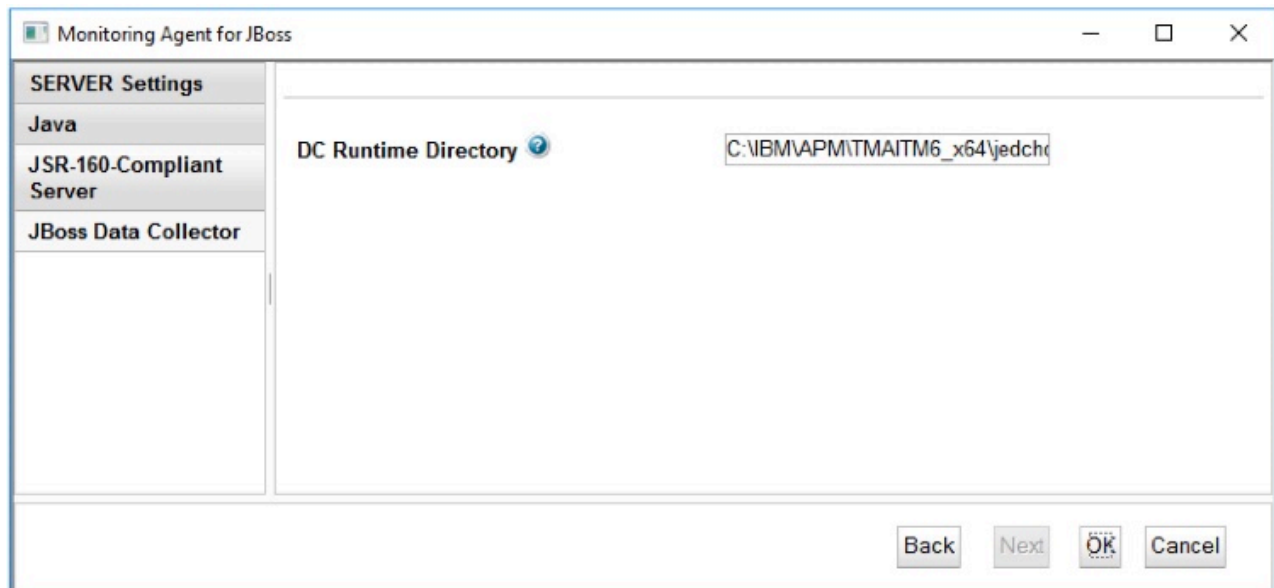 Monitoring Agent for JBoss
SERVER Settings
Java
JSR-160-Compliant
Server
JBoss Data Collector
DC Runtime Directory
C:\IBM\APM\TMAITM6_x64\jedchd
Back
Next
OK
Cancel